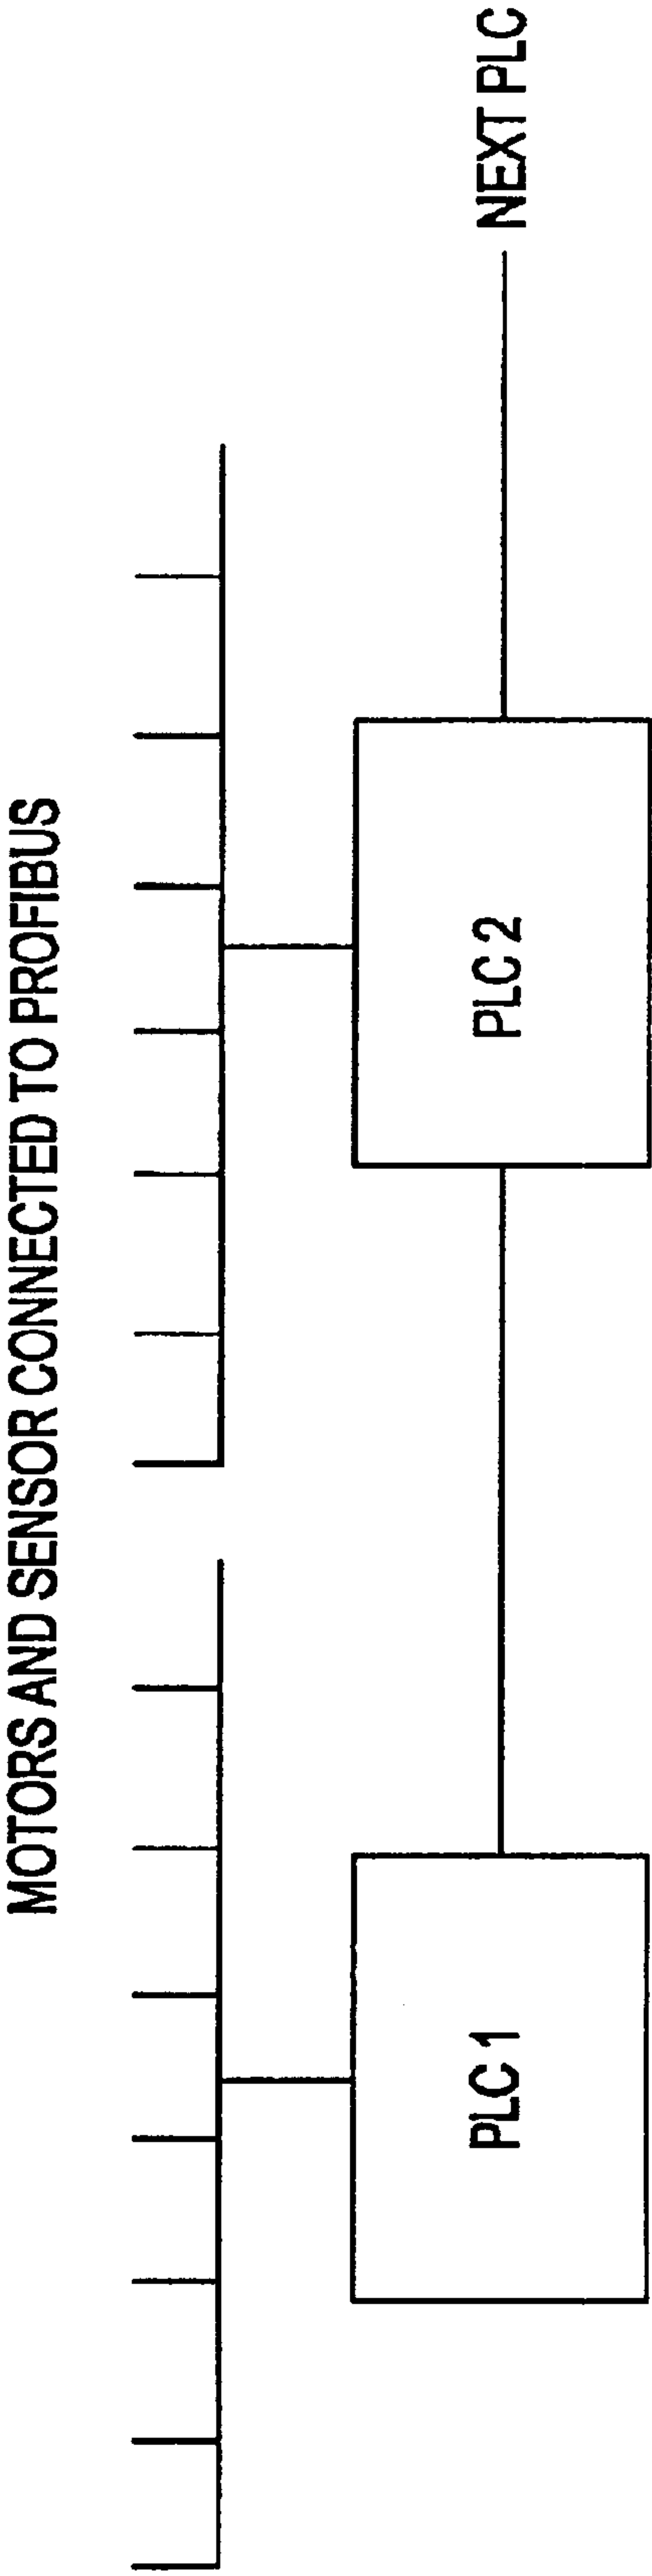 MOTORS AND SENSOR CONNECTED TO PROFIBUS
PLC 1
PLC 2
NEXT PLC